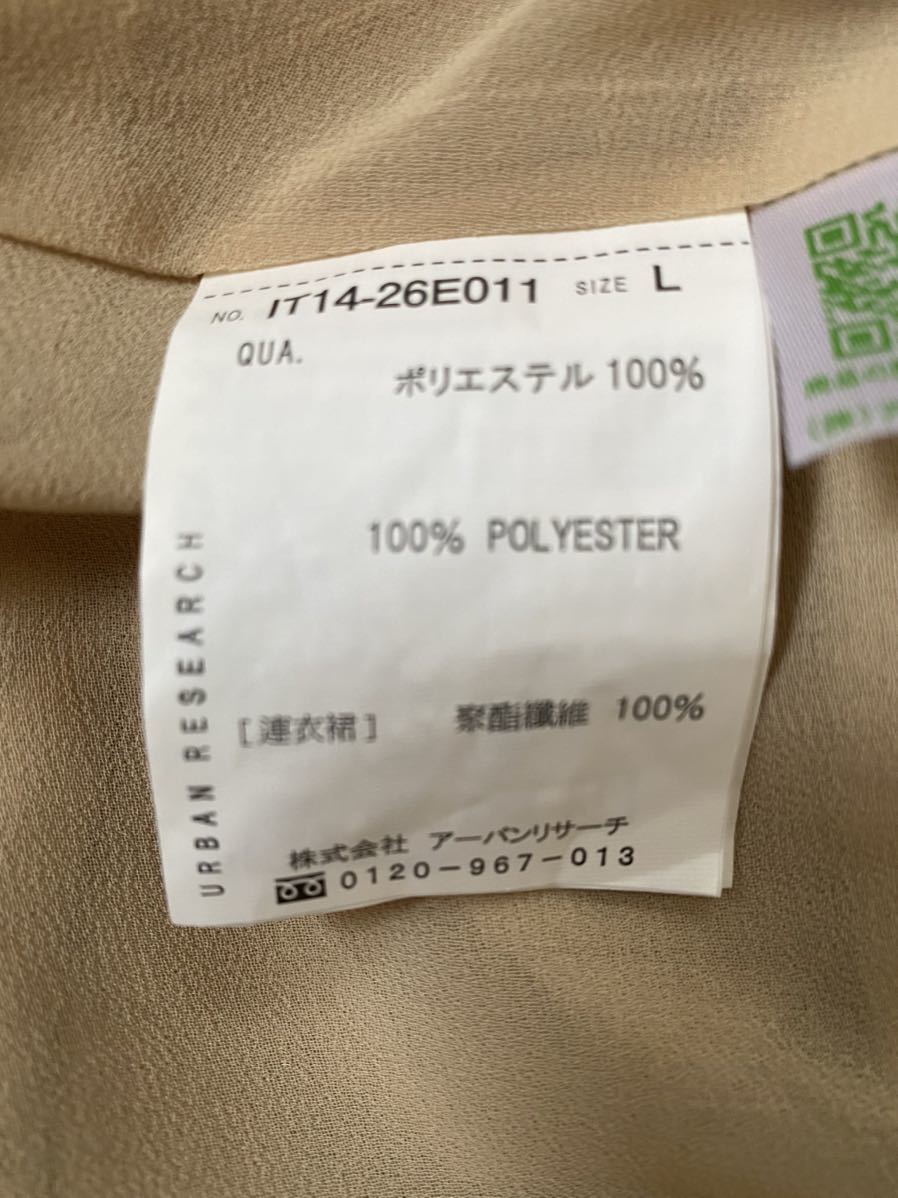 NO. IT14-26E011 SIZE L
QUA.
ポリエステル 100%
100% POLYESTER
[連衣裙] 聚酯纖維 100%
株式会社 アーバンリサーチ
0120-967-013
URBAN RESEARCH